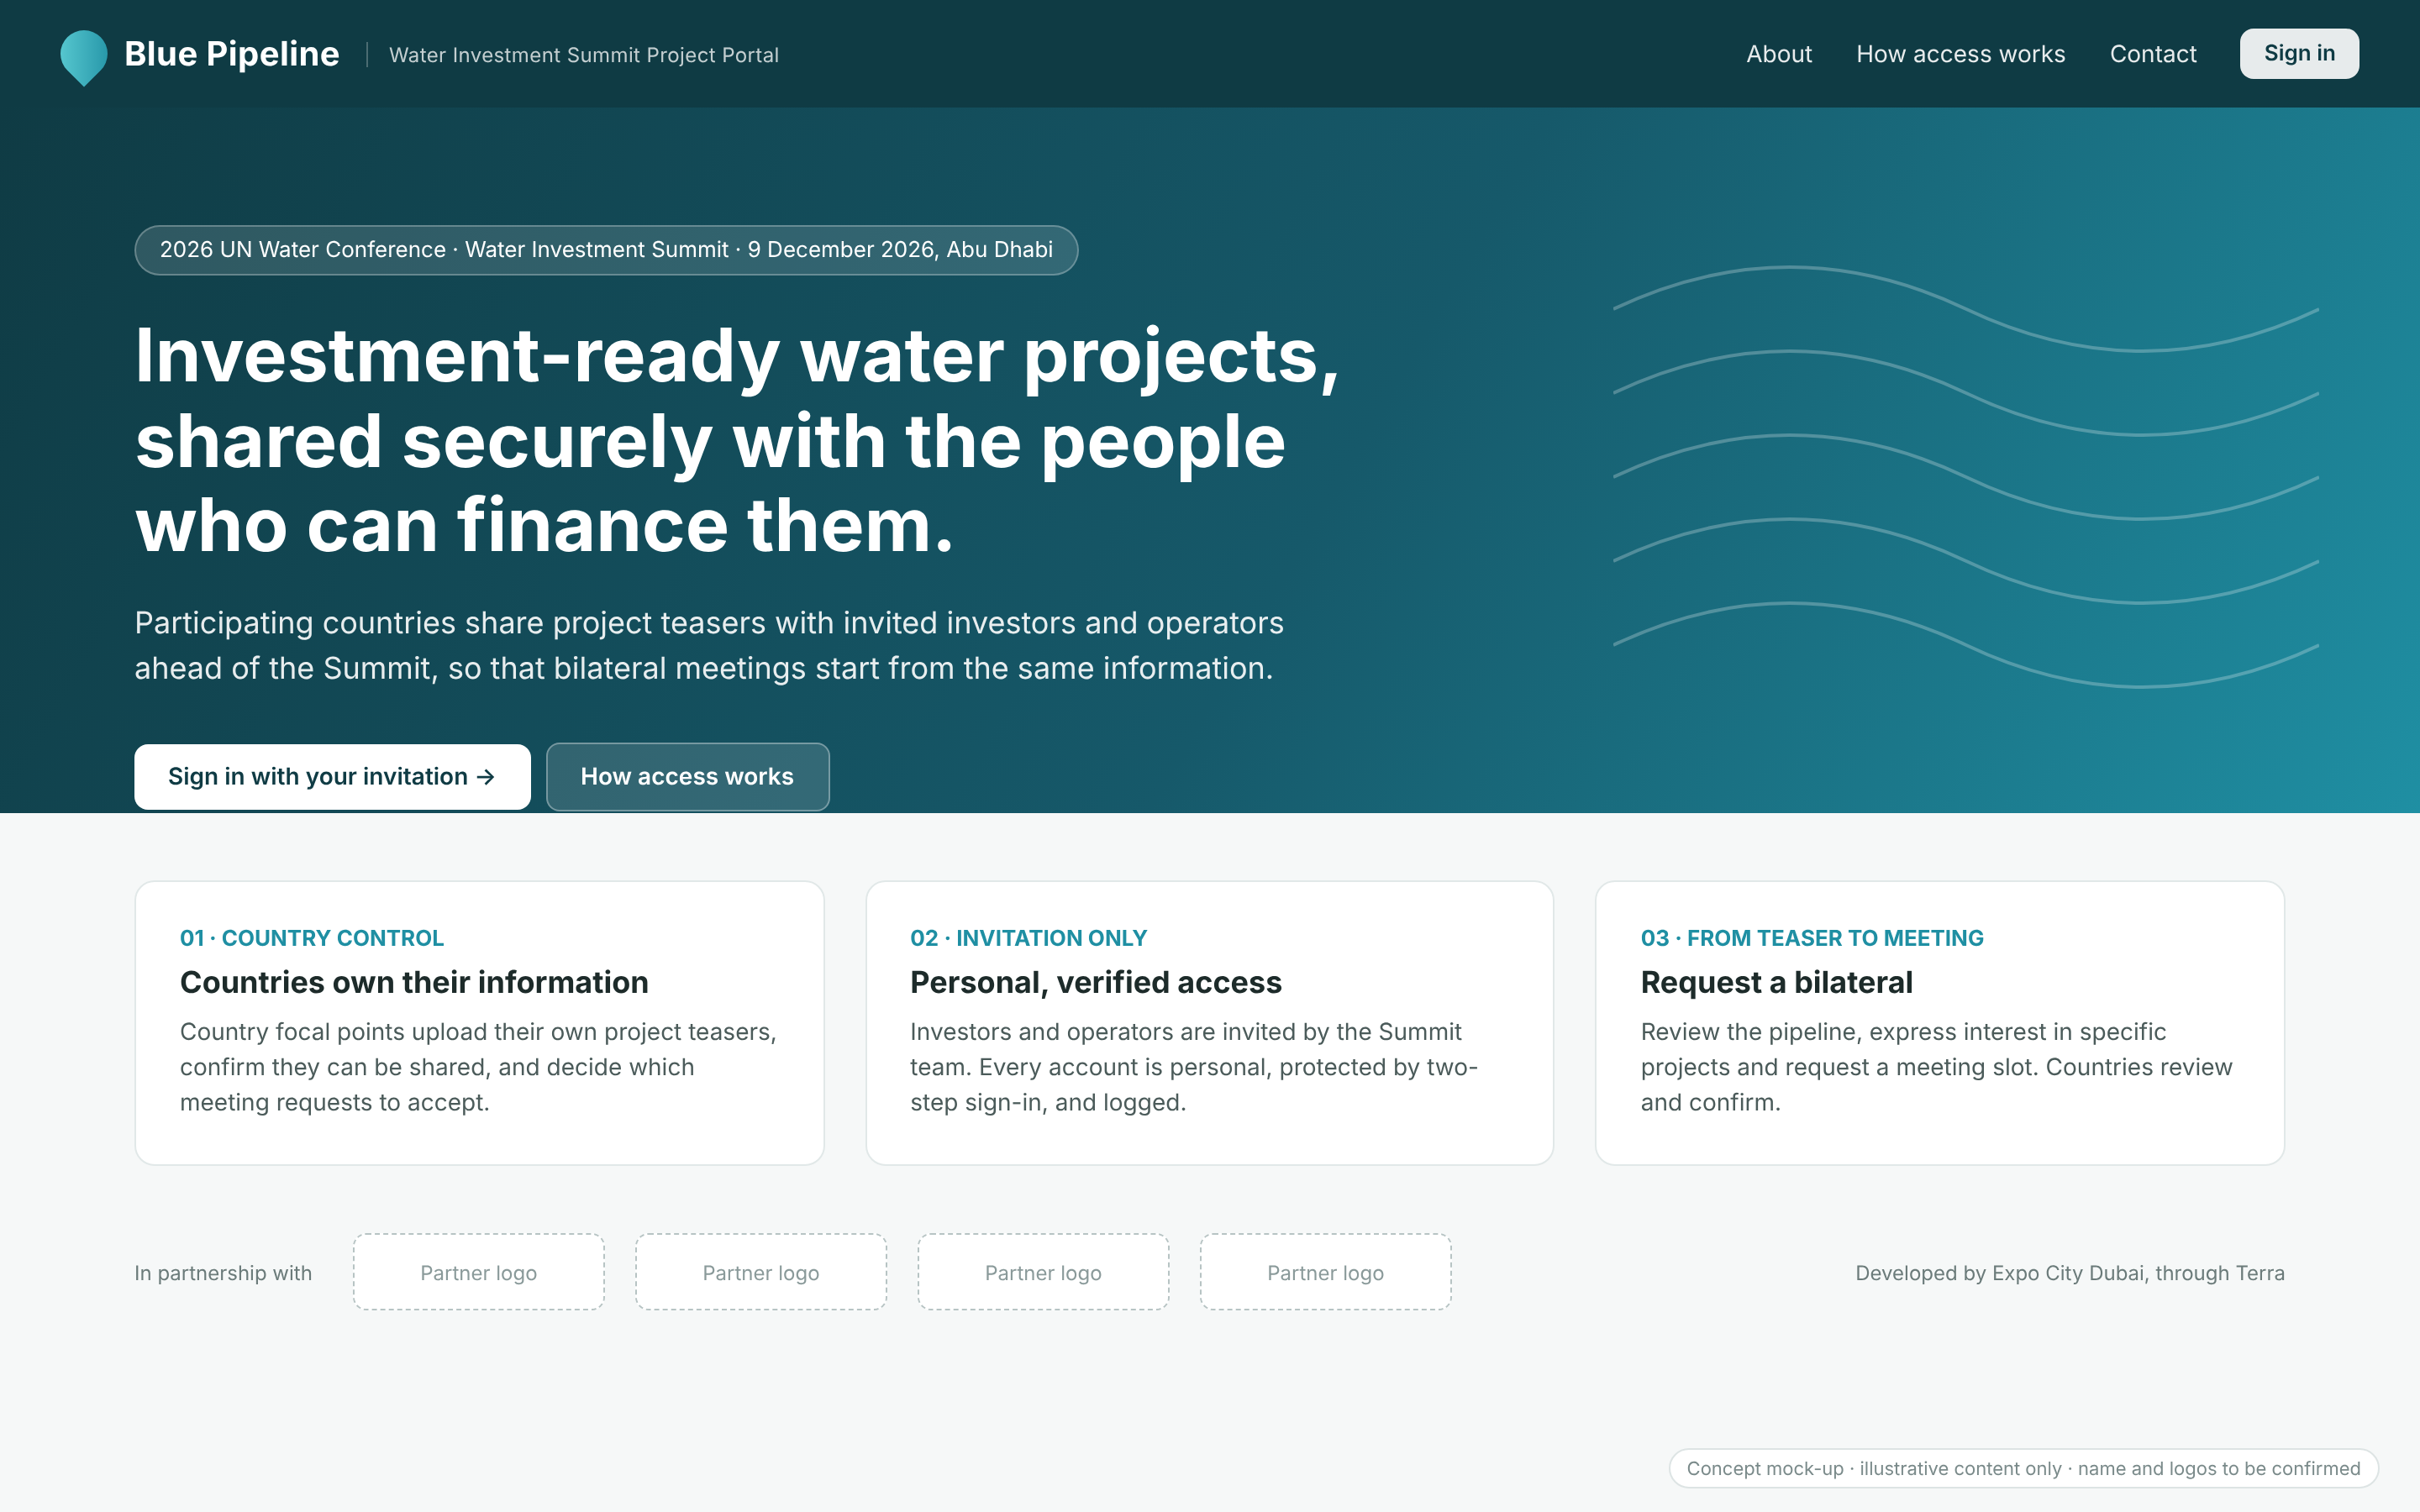 Blue Pipeline
Water Investment Summit Project Portal
About
How access works
Contact
Sign in
2026 UN Water Conference · Water Investment Summit · 9 December 2026, Abu Dhabi
Investment-ready water projects,
shared securely with the people
who can finance them.
Participating countries share project teasers with invited investors and operators
ahead of the Summit, so that bilateral meetings start from the same information.
Sign in with your invitation →
How access works
01 · COUNTRY CONTROL
Countries own their information
Country focal points upload their own project teasers,
confirm they can be shared, and decide which
meeting requests to accept.
02 · INVITATION ONLY
Personal, verified access
Investors and operators are invited by the Summit
team. Every account is personal, protected by two-
step sign-in, and logged.
03 · FROM TEASER TO MEETING
Request a bilateral
Review the pipeline, express interest in specific
projects and request a meeting slot. Countries review
and confirm.
In partnership with
Partner logo
Partner logo
Partner logo
Partner logo
Developed by Expo City Dubai, through Terra
Concept mock-up · illustrative content only · name and logos to be confirmed